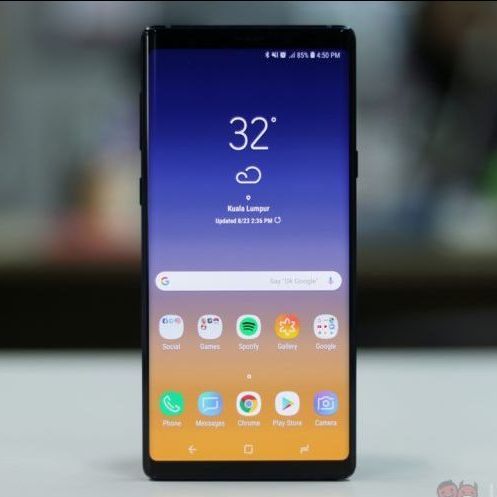 85% 4:50 PM
32°
Kuala Lumpur
Updated 8/23 2:36 PM
G Say "Ok Google"
Social Games Spotify Gallery Google
Phone Messages Chrome Play Store Camera